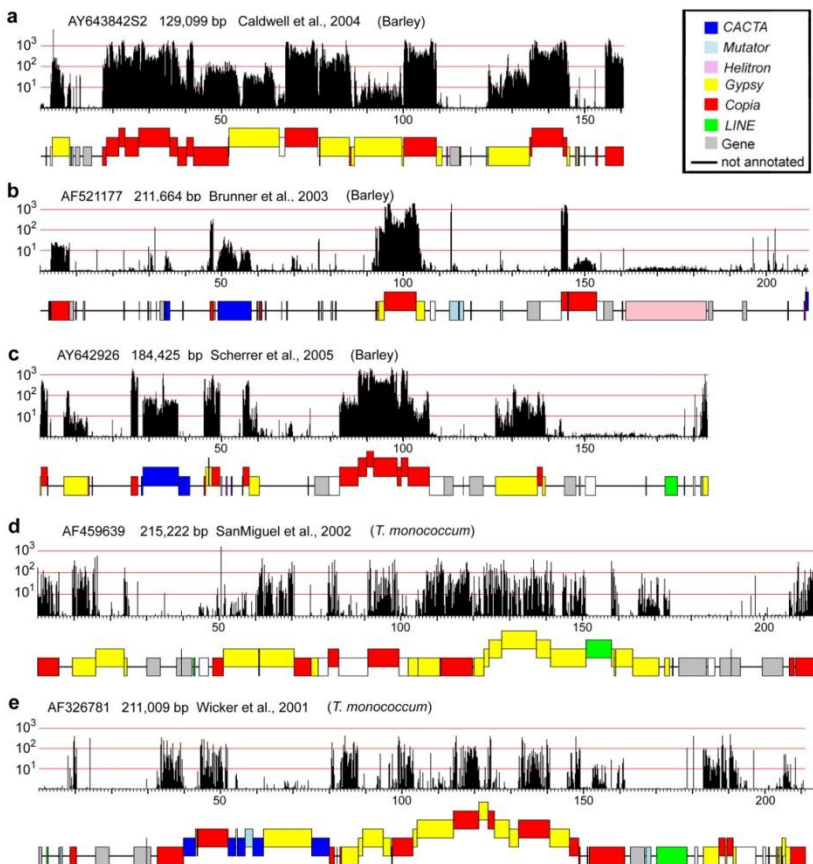 a AY643842S2 129,099 bp Caldwell et al., 2004 (Barley)
10³
10²
10¹
50 100 150
CACTA
Mutator
Helitron
Gypsy
Copia
LINE
Gene
not annotated
b AF521177 211.664 bp Brunner et al., 2003 (Barley)
10³
10²
10¹
50 100 150 200
c AY642926 184,425 bp Scherrer et al., 2005 (Barley)
10³
10²
10¹
50 100 150
d AF459639 215,222 bp SanMiguel et al., 2002 (T. monococcum)
10³
10²
10¹
50 100 150 200
e AF326781 211,009 bp Wicker et al., 2001 (T. monococcum)
10³
10²
10¹
50 100 150 200